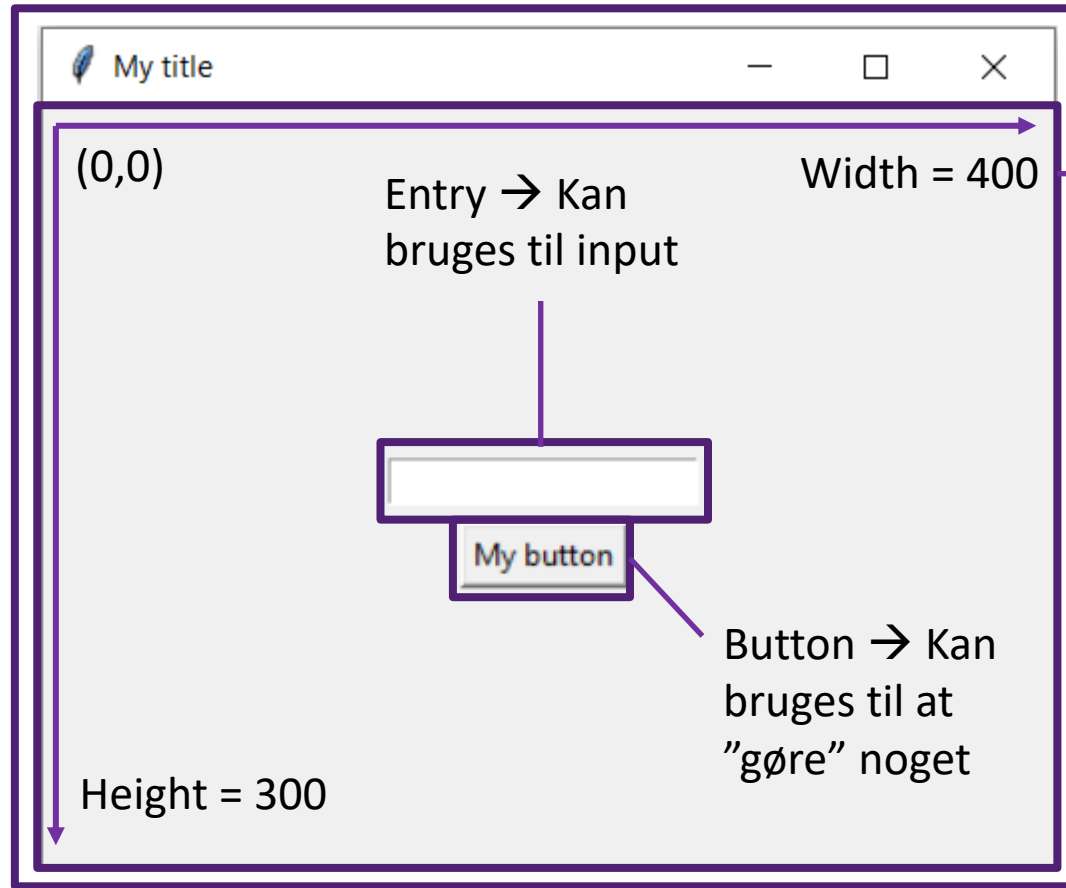 My title
(0,0)
Width = 400
Entry → Kan
bruges til input
My button
Button → Kan
bruges til at
”gøre” noget
Height = 300